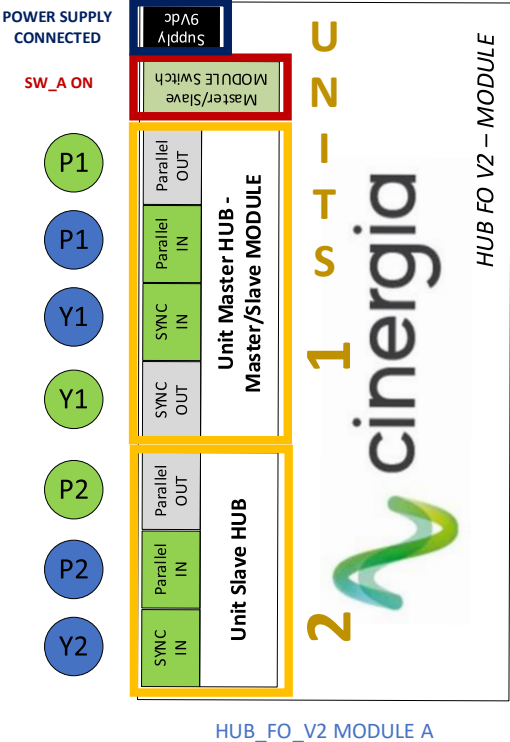 POWER SUPPLY
CONNECTED
Supply
9Vdc
SW_A ON
Master/Slave
MODULE Switch
P1
Parallel
OUT
P1
Parallel
IN
Y1
SYNC
IN
Y1
SYNC
OUT
Unit Master HUB -
Master/Slave MODULE
P2
Parallel
OUT
P2
Parallel
IN
Y2
SYNC
IN
Unit Slave HUB
UNITS
1
2
cinergia
HUB FO V2 – MODULE
HUB_FO_V2 MODULE A